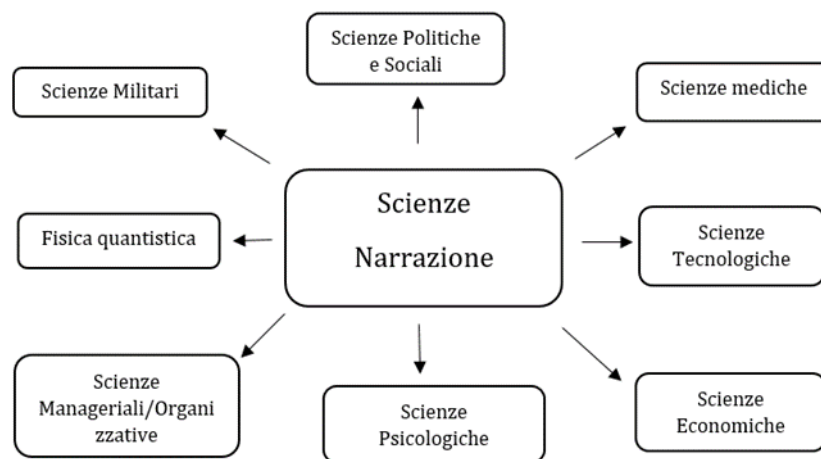 Scienze Politiche
e Sociali
Scienze Militari
Scienze mediche
Scienze
Narrazione
Fisica quantistica
Scienze
Tecnologiche
Scienze
Manageriali/Organi
zzative
Scienze
Psicologiche
Scienze
Economiche